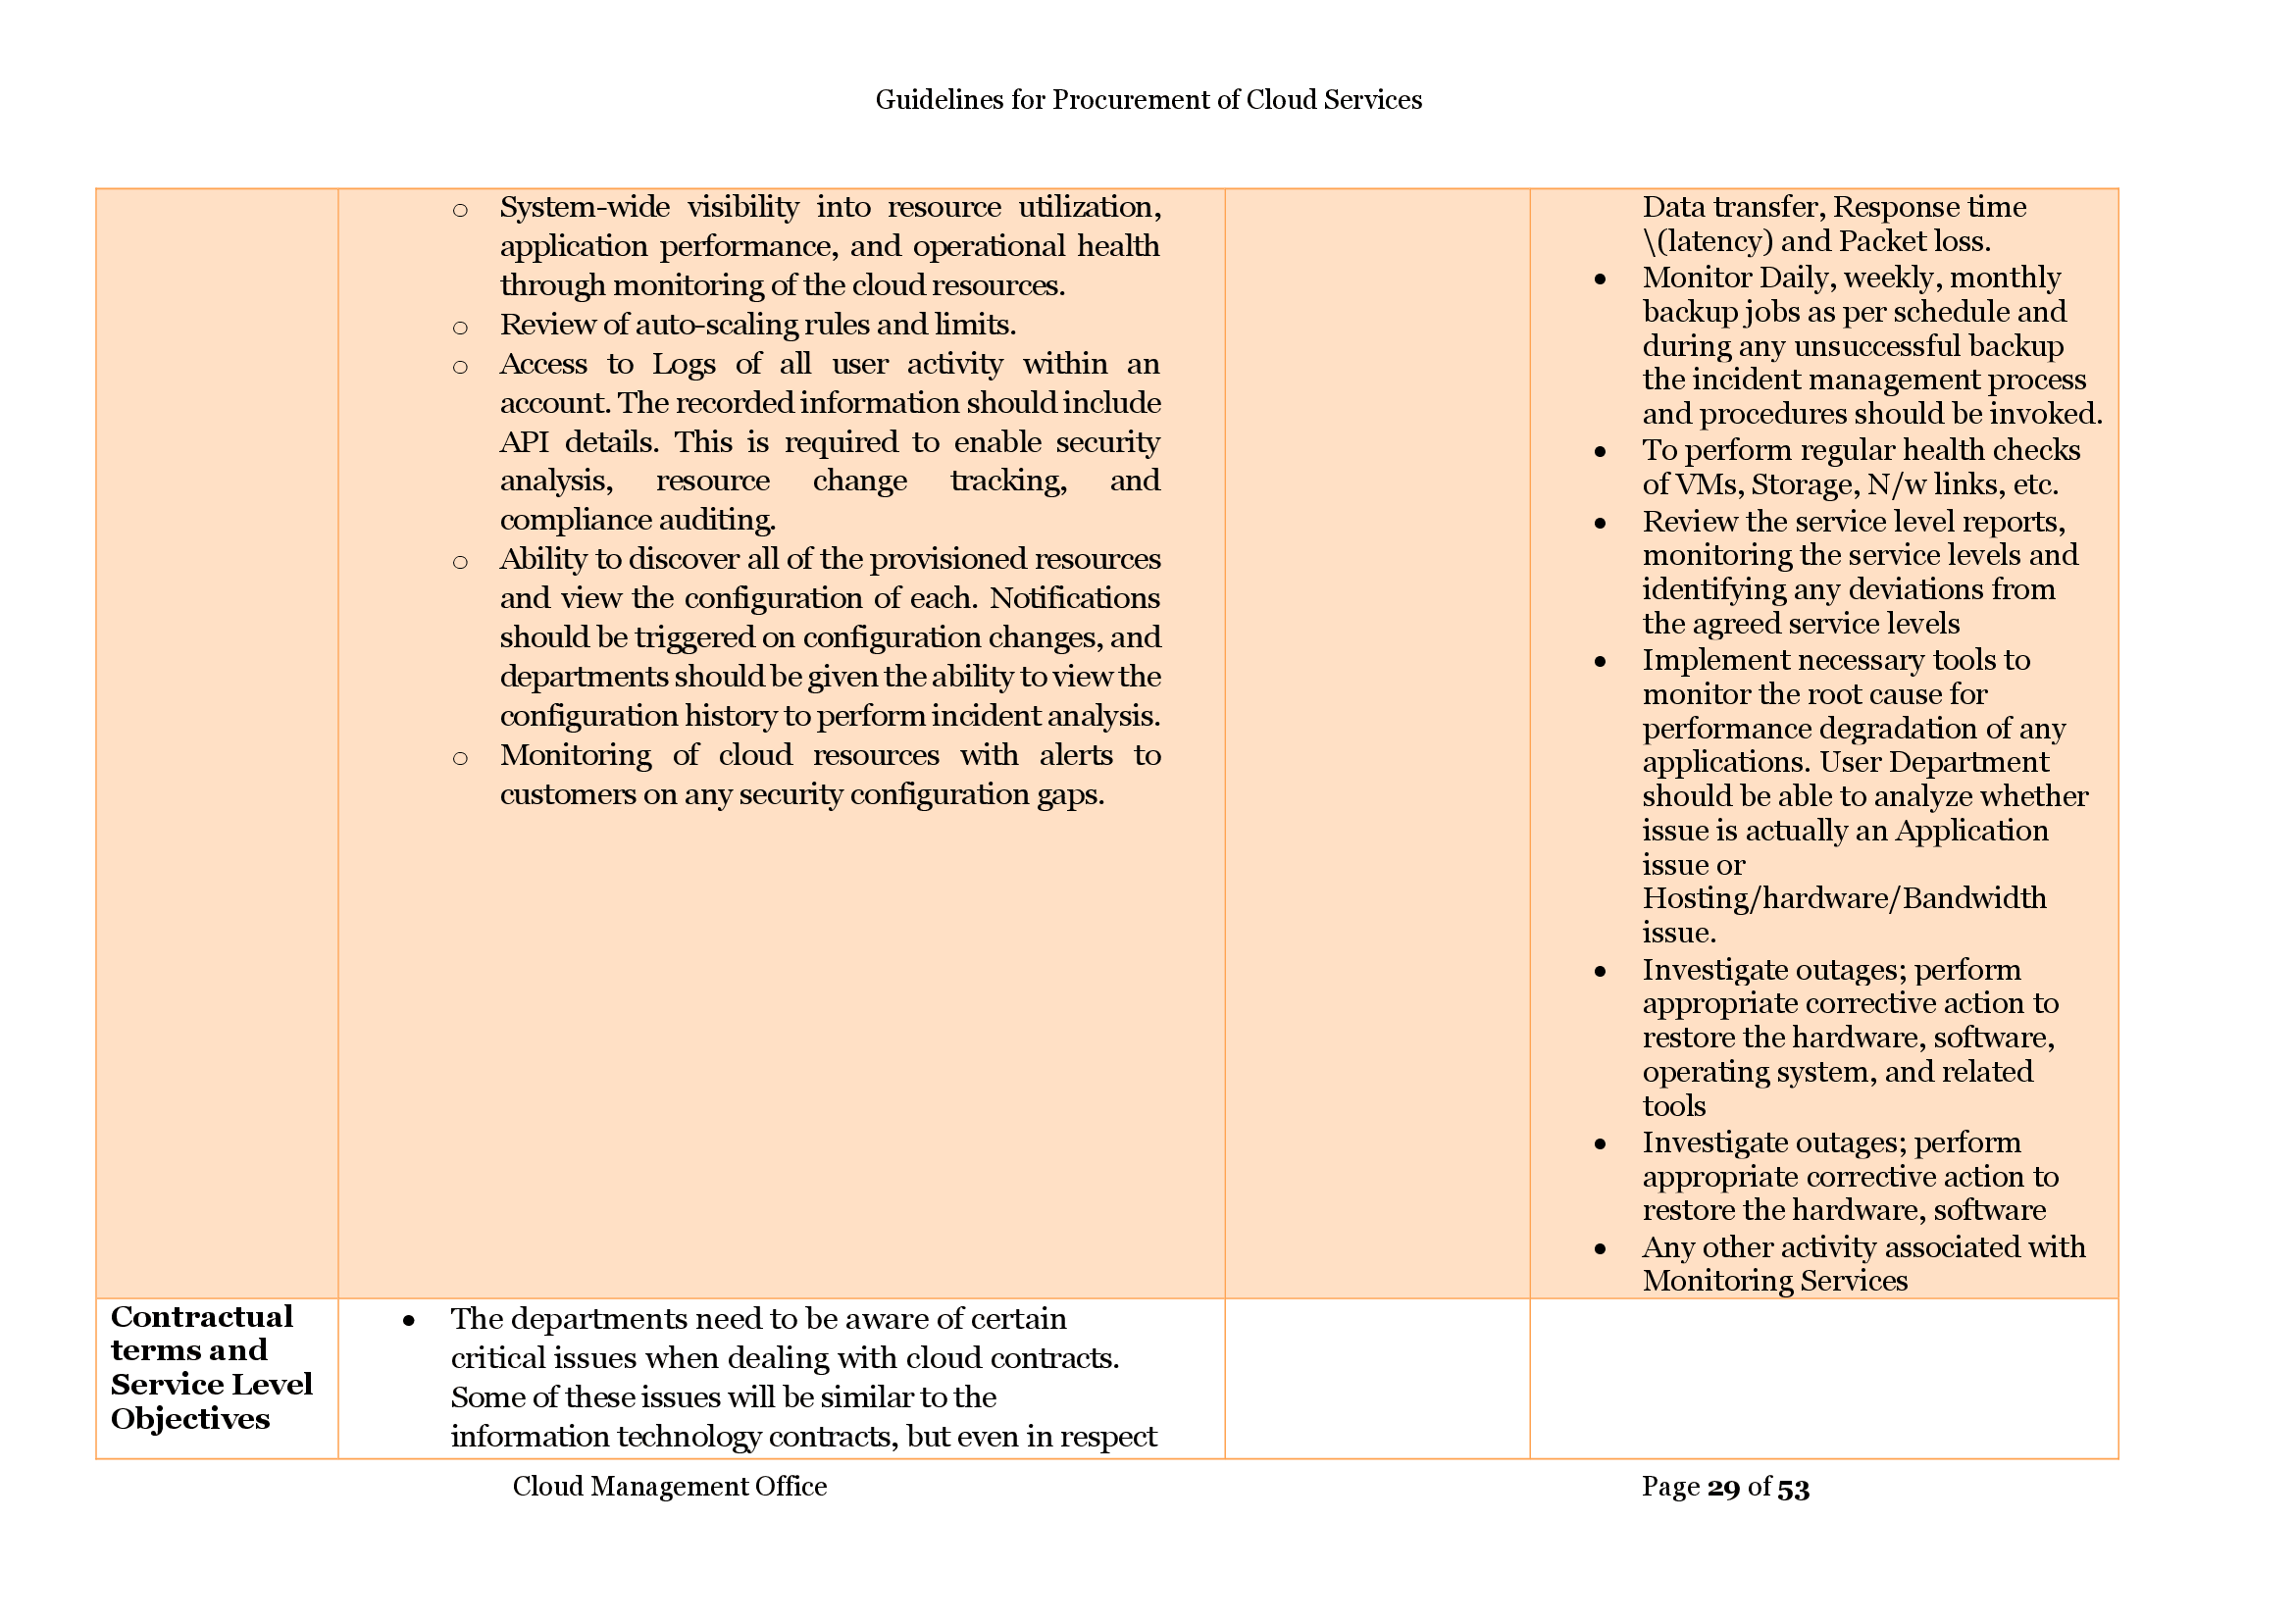 Guidelines for Procurement of Cloud Services
o System-wide visibility into resource utilization,
application performance, and operational health
through monitoring of the cloud resources.
o Review of auto-scaling rules and limits.
o Access to Logs of all user activity within an
account. The recorded information should include
API details. This is required to enable security
analysis, resource change tracking, and
compliance auditing.
o Ability to discover all of the provisioned resources
and view the configuration of each. Notifications
should be triggered on configuration changes, and
departments should be given the ability to view the
configuration history to perform incident analysis.
o Monitoring of cloud resources with alerts to
customers on any security configuration gaps.
Data transfer, Response time
\(latency) and Packet loss.
• Monitor Daily, weekly, monthly
backup jobs as per schedule and
during any unsuccessful backup
the incident management process
and procedures should be invoked.
• To perform regular health checks
of VMs, Storage, N/w links, etc.
• Review the service level reports,
monitoring the service levels and
identifying any deviations from
the agreed service levels
• Implement necessary tools to
monitor the root cause for
performance degradation of any
applications. User Department
should be able to analyze whether
issue is actually an Application
issue or
Hosting/hardware/Bandwidth
issue.
• Investigate outages; perform
appropriate corrective action to
restore the hardware, software,
operating system, and related
tools
• Investigate outages; perform
appropriate corrective action to
restore the hardware, software
• Any other activity associated with
Monitoring Services
Contractual
terms and
Service Level
Objectives
• The departments need to be aware of certain
critical issues when dealing with cloud contracts.
Some of these issues will be similar to the
information technology contracts, but even in respect
Cloud Management Office
Page 29 of 53